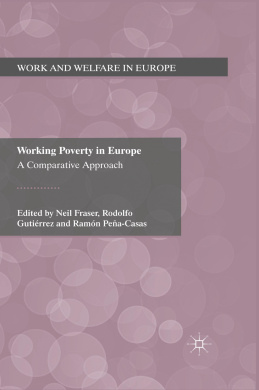 WORK AND WELFARE IN EUROPE
Working Poverty in Europe
A Comparative Approach
Edited by Neil Fraser, Rodolfo
Gutiérrez and Ramón Peña-Casas